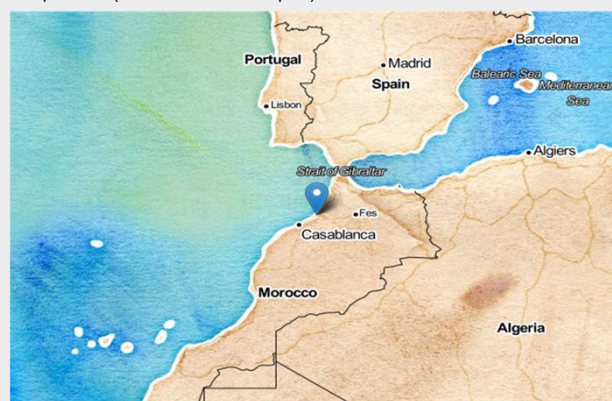 Barcelona
Portugal
Madrid
Balearic Sea
Spain
Mediterranean
Sea
Lisbon
Algiers
Strait of Gibraltar
Fes
Casablanca
Morocco
Algeria